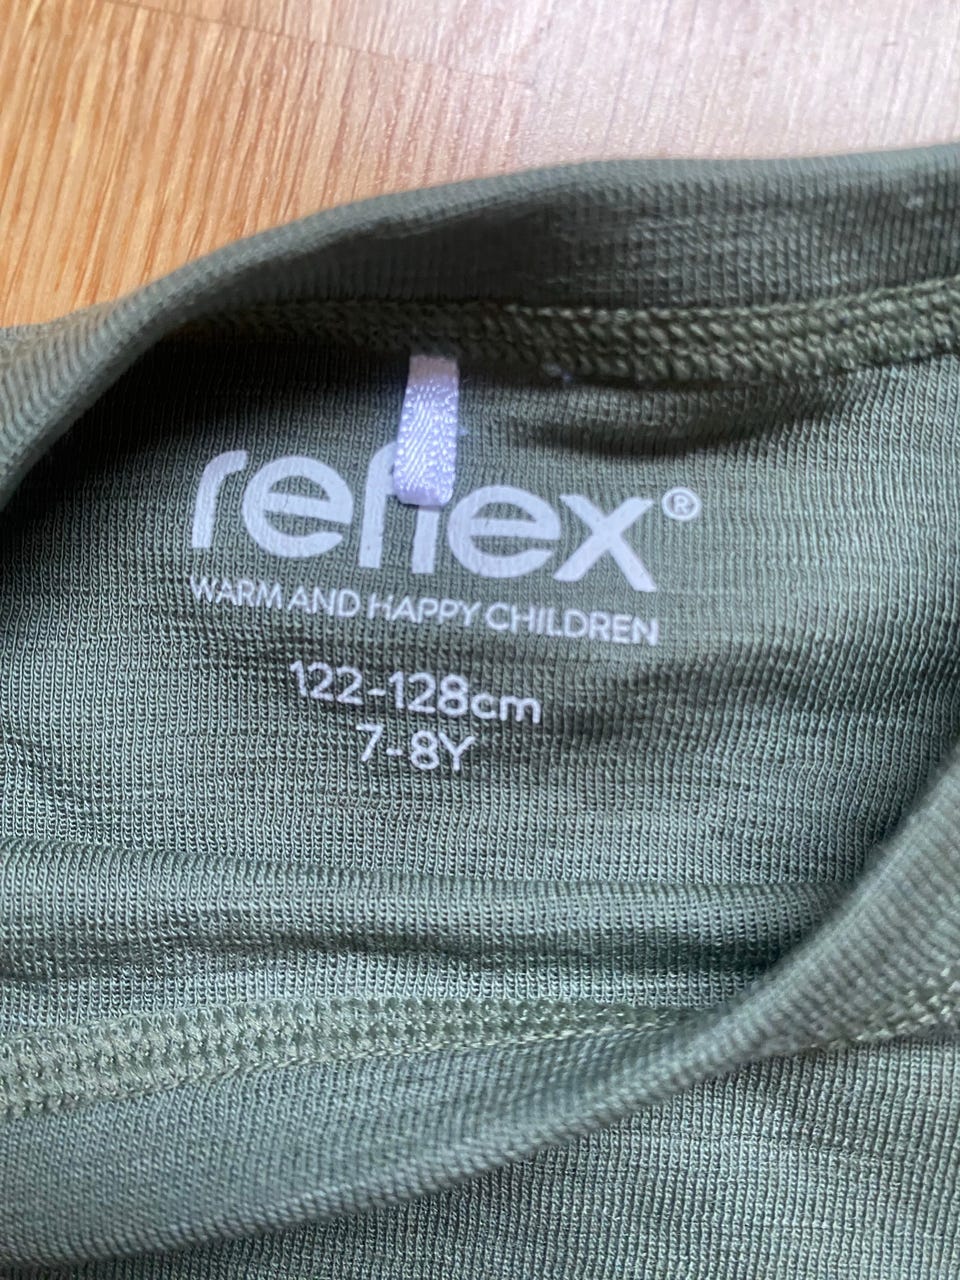 reflex®
WARM AND HAPPY CHILDREN
122-128cm
7-8Y